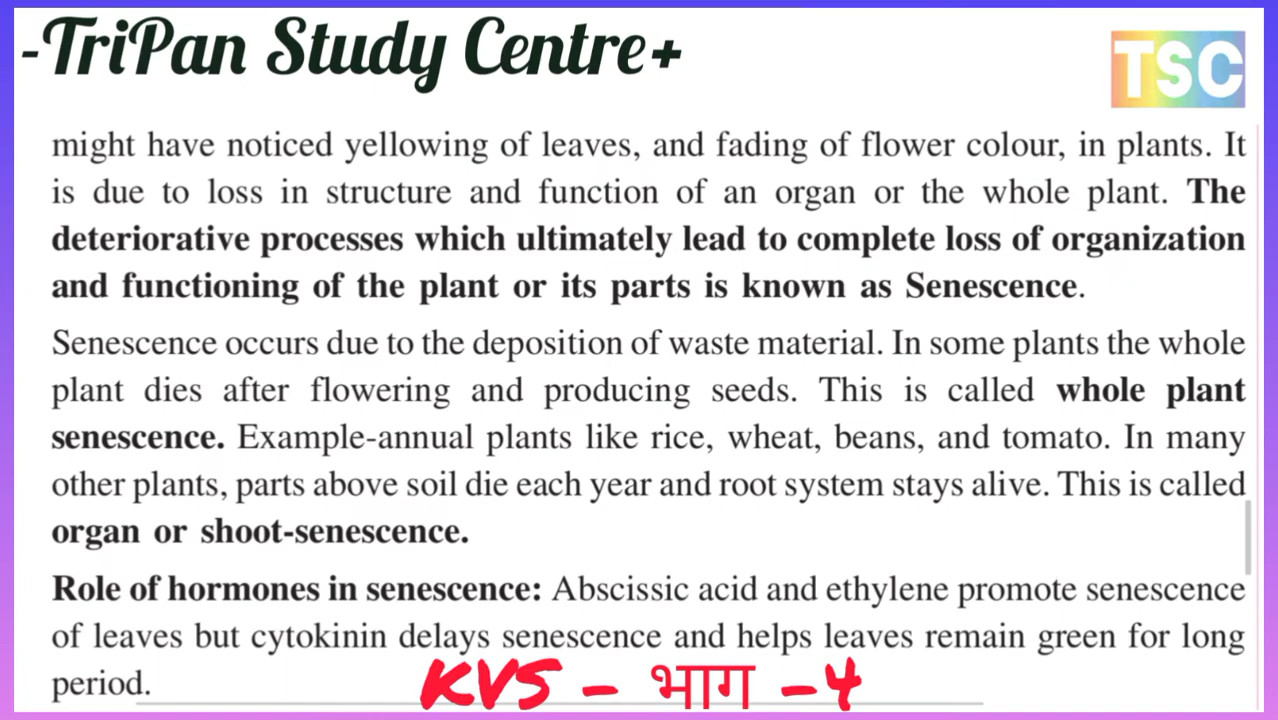 -TriPan Study Centre+
TSC
might have noticed yellowing of leaves, and fading of flower colour, in plants. It
is due to loss in structure and function of an organ or the whole plant. The
deteriorative processes which ultimately lead to complete loss of organization
and functioning of the plant or its parts is known as Senescence.
Senescence occurs due to the deposition of waste material. In some plants the whole
plant dies after flowering and producing seeds. This is called whole plant
senescence. Example-annual plants like rice, wheat, beans, and tomato. In many
other plants, parts above soil die each year and root system stays alive. This is called
organ or shoot-senescence.
Role of hormones in senescence: Abscissic acid and ethylene promote senescence
of leaves but cytokinin delays senescence and helps leaves remain green for long
period.
KVS - भाग -4